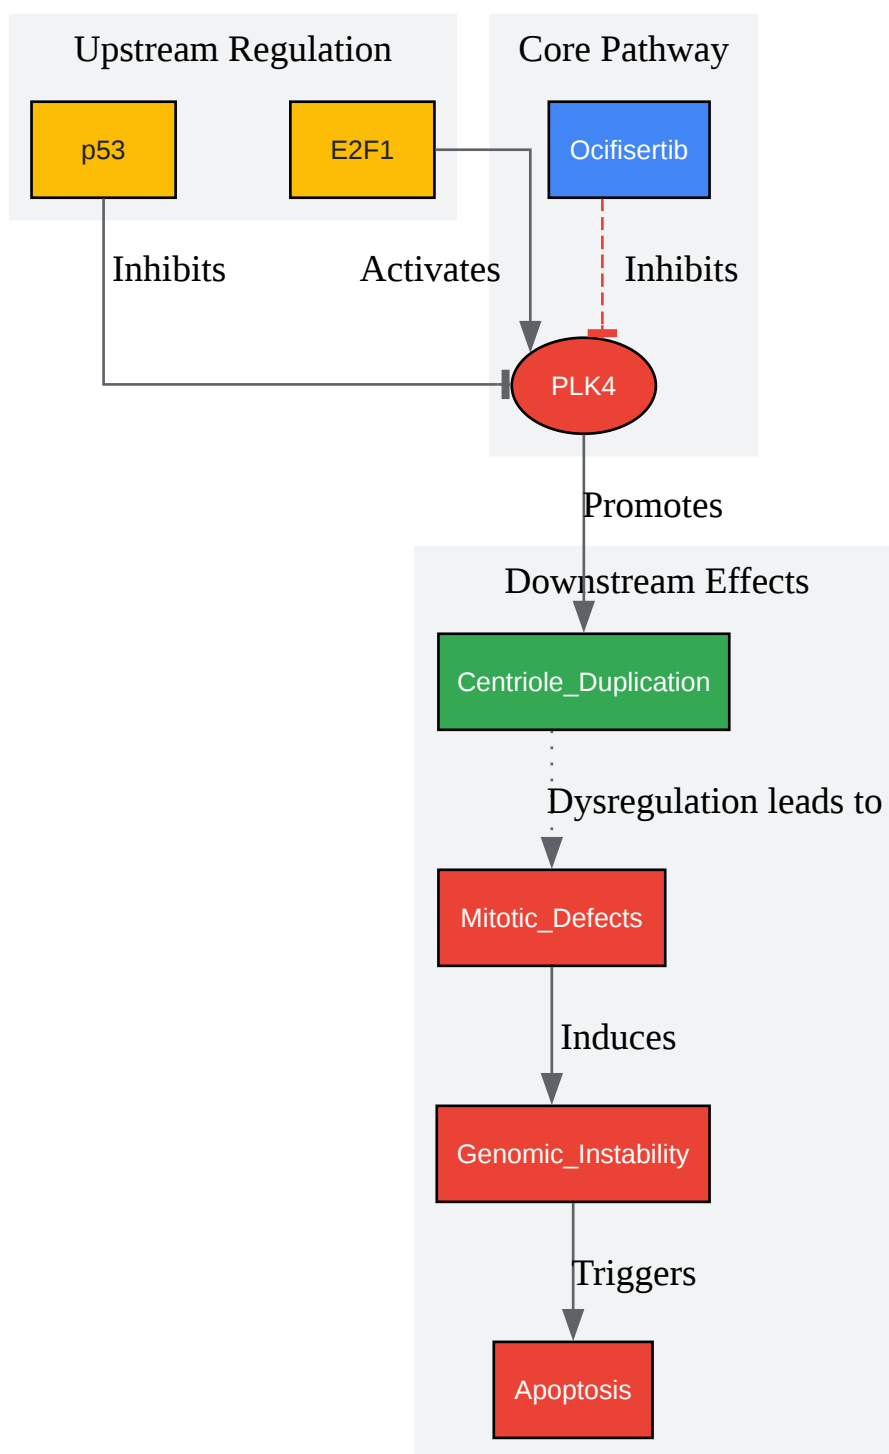 Upstream Regulation
Core Pathway
p53
E2F1
Ocifisertib
Inhibits
Activates
Inhibits
PLK4
Promotes
Downstream Effects
Centriole_Duplication
Dysregulation leads to
Mitotic_Defects
Induces
Genomic_Instability
Triggers
Apoptosis